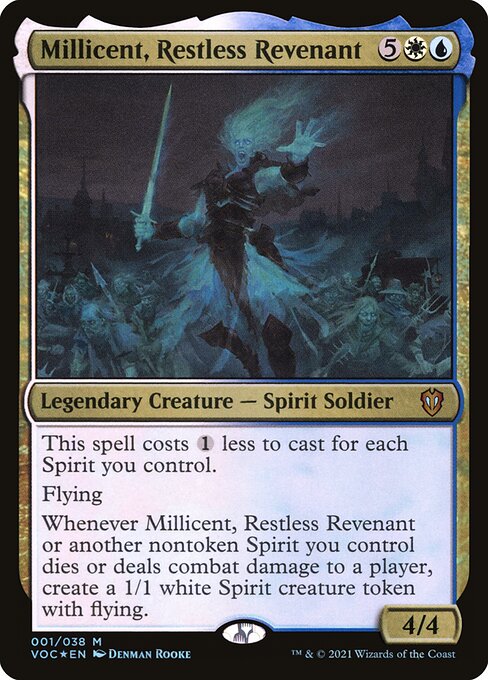 Millicent, Restless Revenant 5
Legendary Creature — Spirit Soldier
This spell costs 1 less to cast for each
Spirit you control.
Flying
Whenever Millicent, Restless Revenant
or another nontoken Spirit you control
dies or deals combat damage to a player,
create a 1/1 white Spirit creature token
with flying.
4/4
001/038 M
VOC★EN Denman Rooke
™ & © 2021 Wizards of the Coast